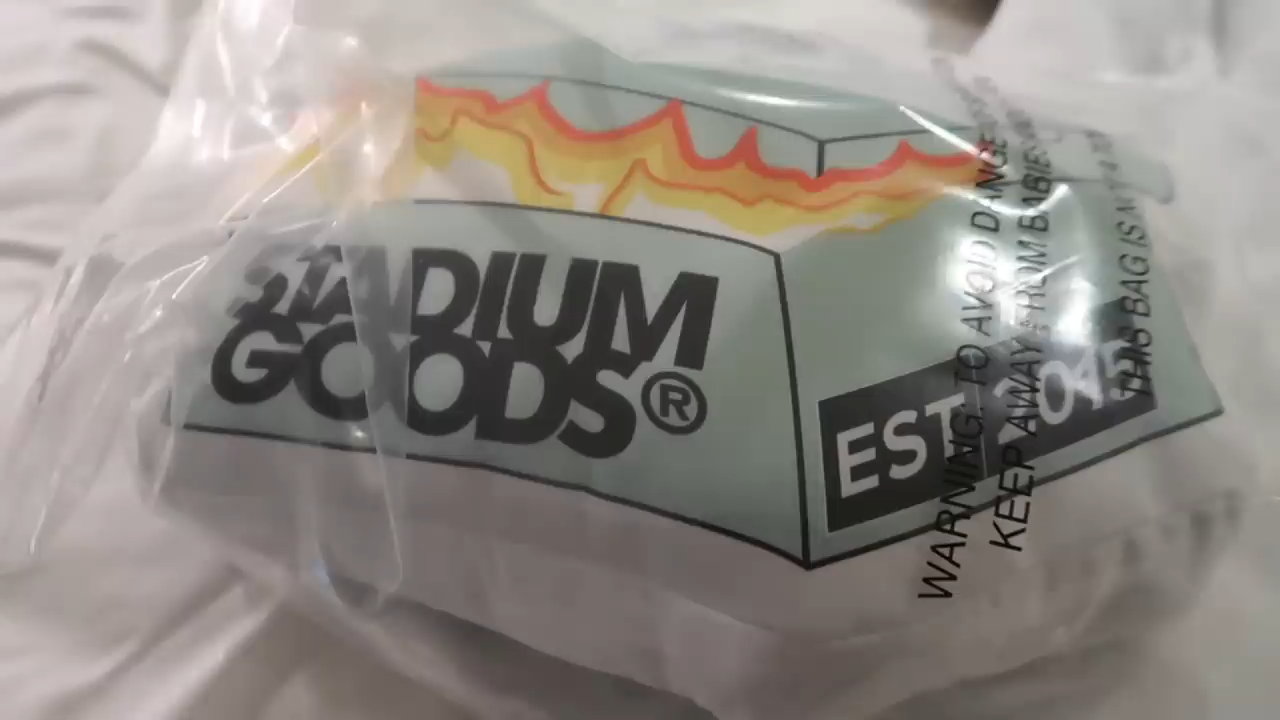 STADIUM
GOODS®
EST 2015
WARNING: TO AVOID DANGE
KEEP AWAY FROM BABIES
THIS BAG IS